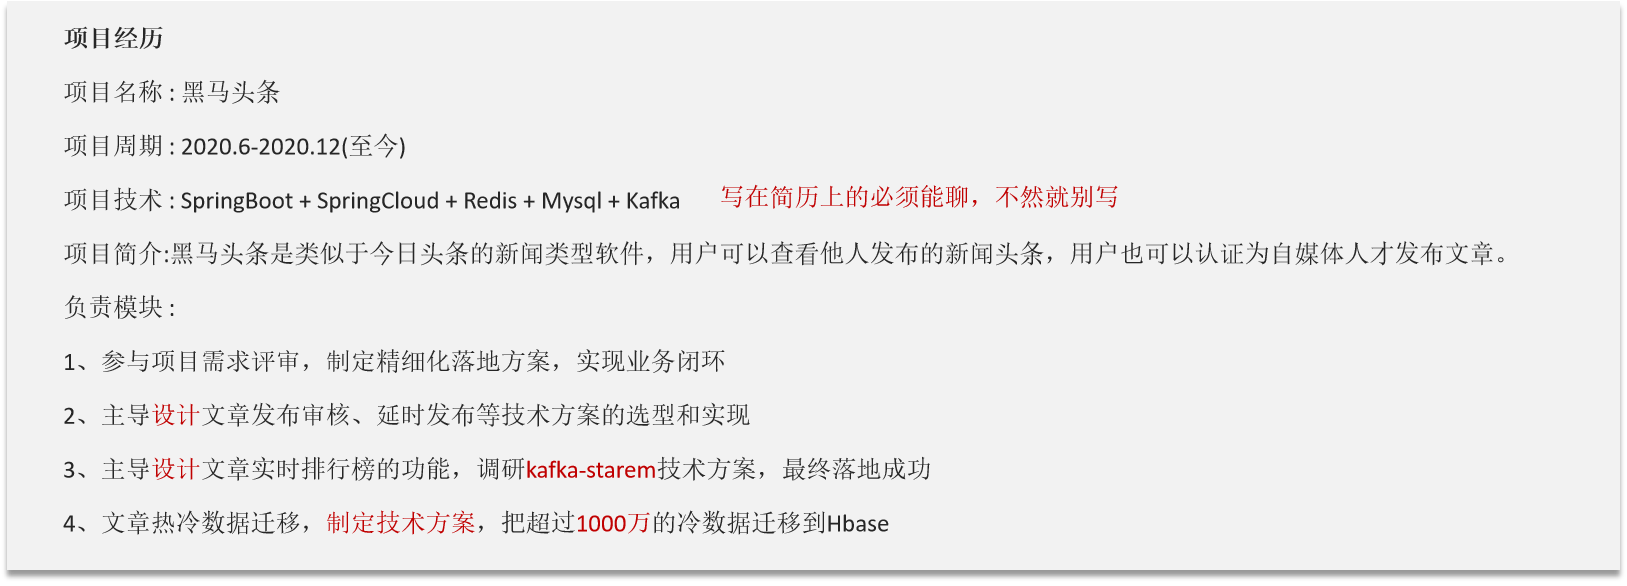 项目经历
项目名称 : 黑马头条
项目周期 : 2020.6-2020.12(至今)
项目技术 : SpringBoot + SpringCloud + Redis + Mysql + Kafka 写在简历上的必须能聊，不然就别写
项目简介:黑马头条是类似于今日头条的新闻类型软件，用户可以查看他人发布的新闻头条，用户也可以认证为自媒体人才发布文章。
负责模块 :
1、参与项目需求评审，制定精细化落地方案，实现业务闭环
2、主导设计文章发布审核、延时发布等技术方案的选型和实现
3、主导设计文章实时排行榜的功能，调研kafka-starem技术方案，最终落地成功
4、文章热冷数据迁移，制定技术方案，把超过1000万的冷数据迁移到Hbase